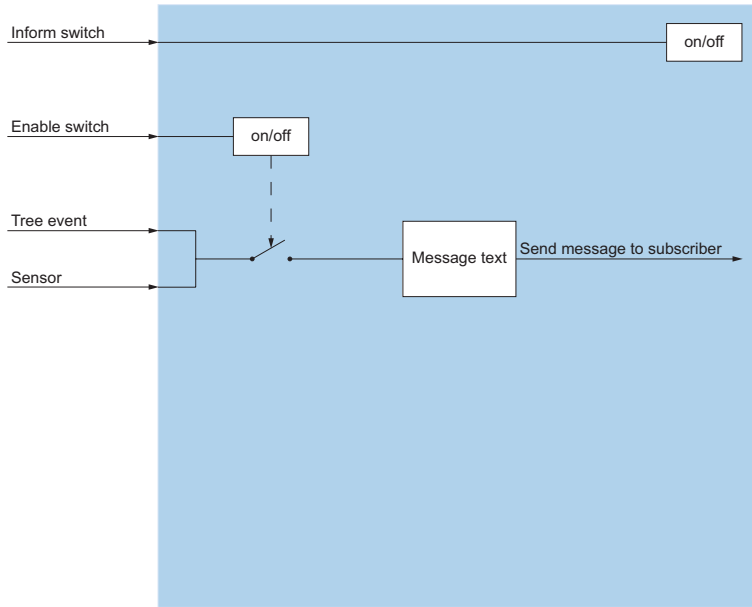 Inform switch
on/off
Enable switch
on/off
Tree event
Sensor
Message text
Send message to subscriber